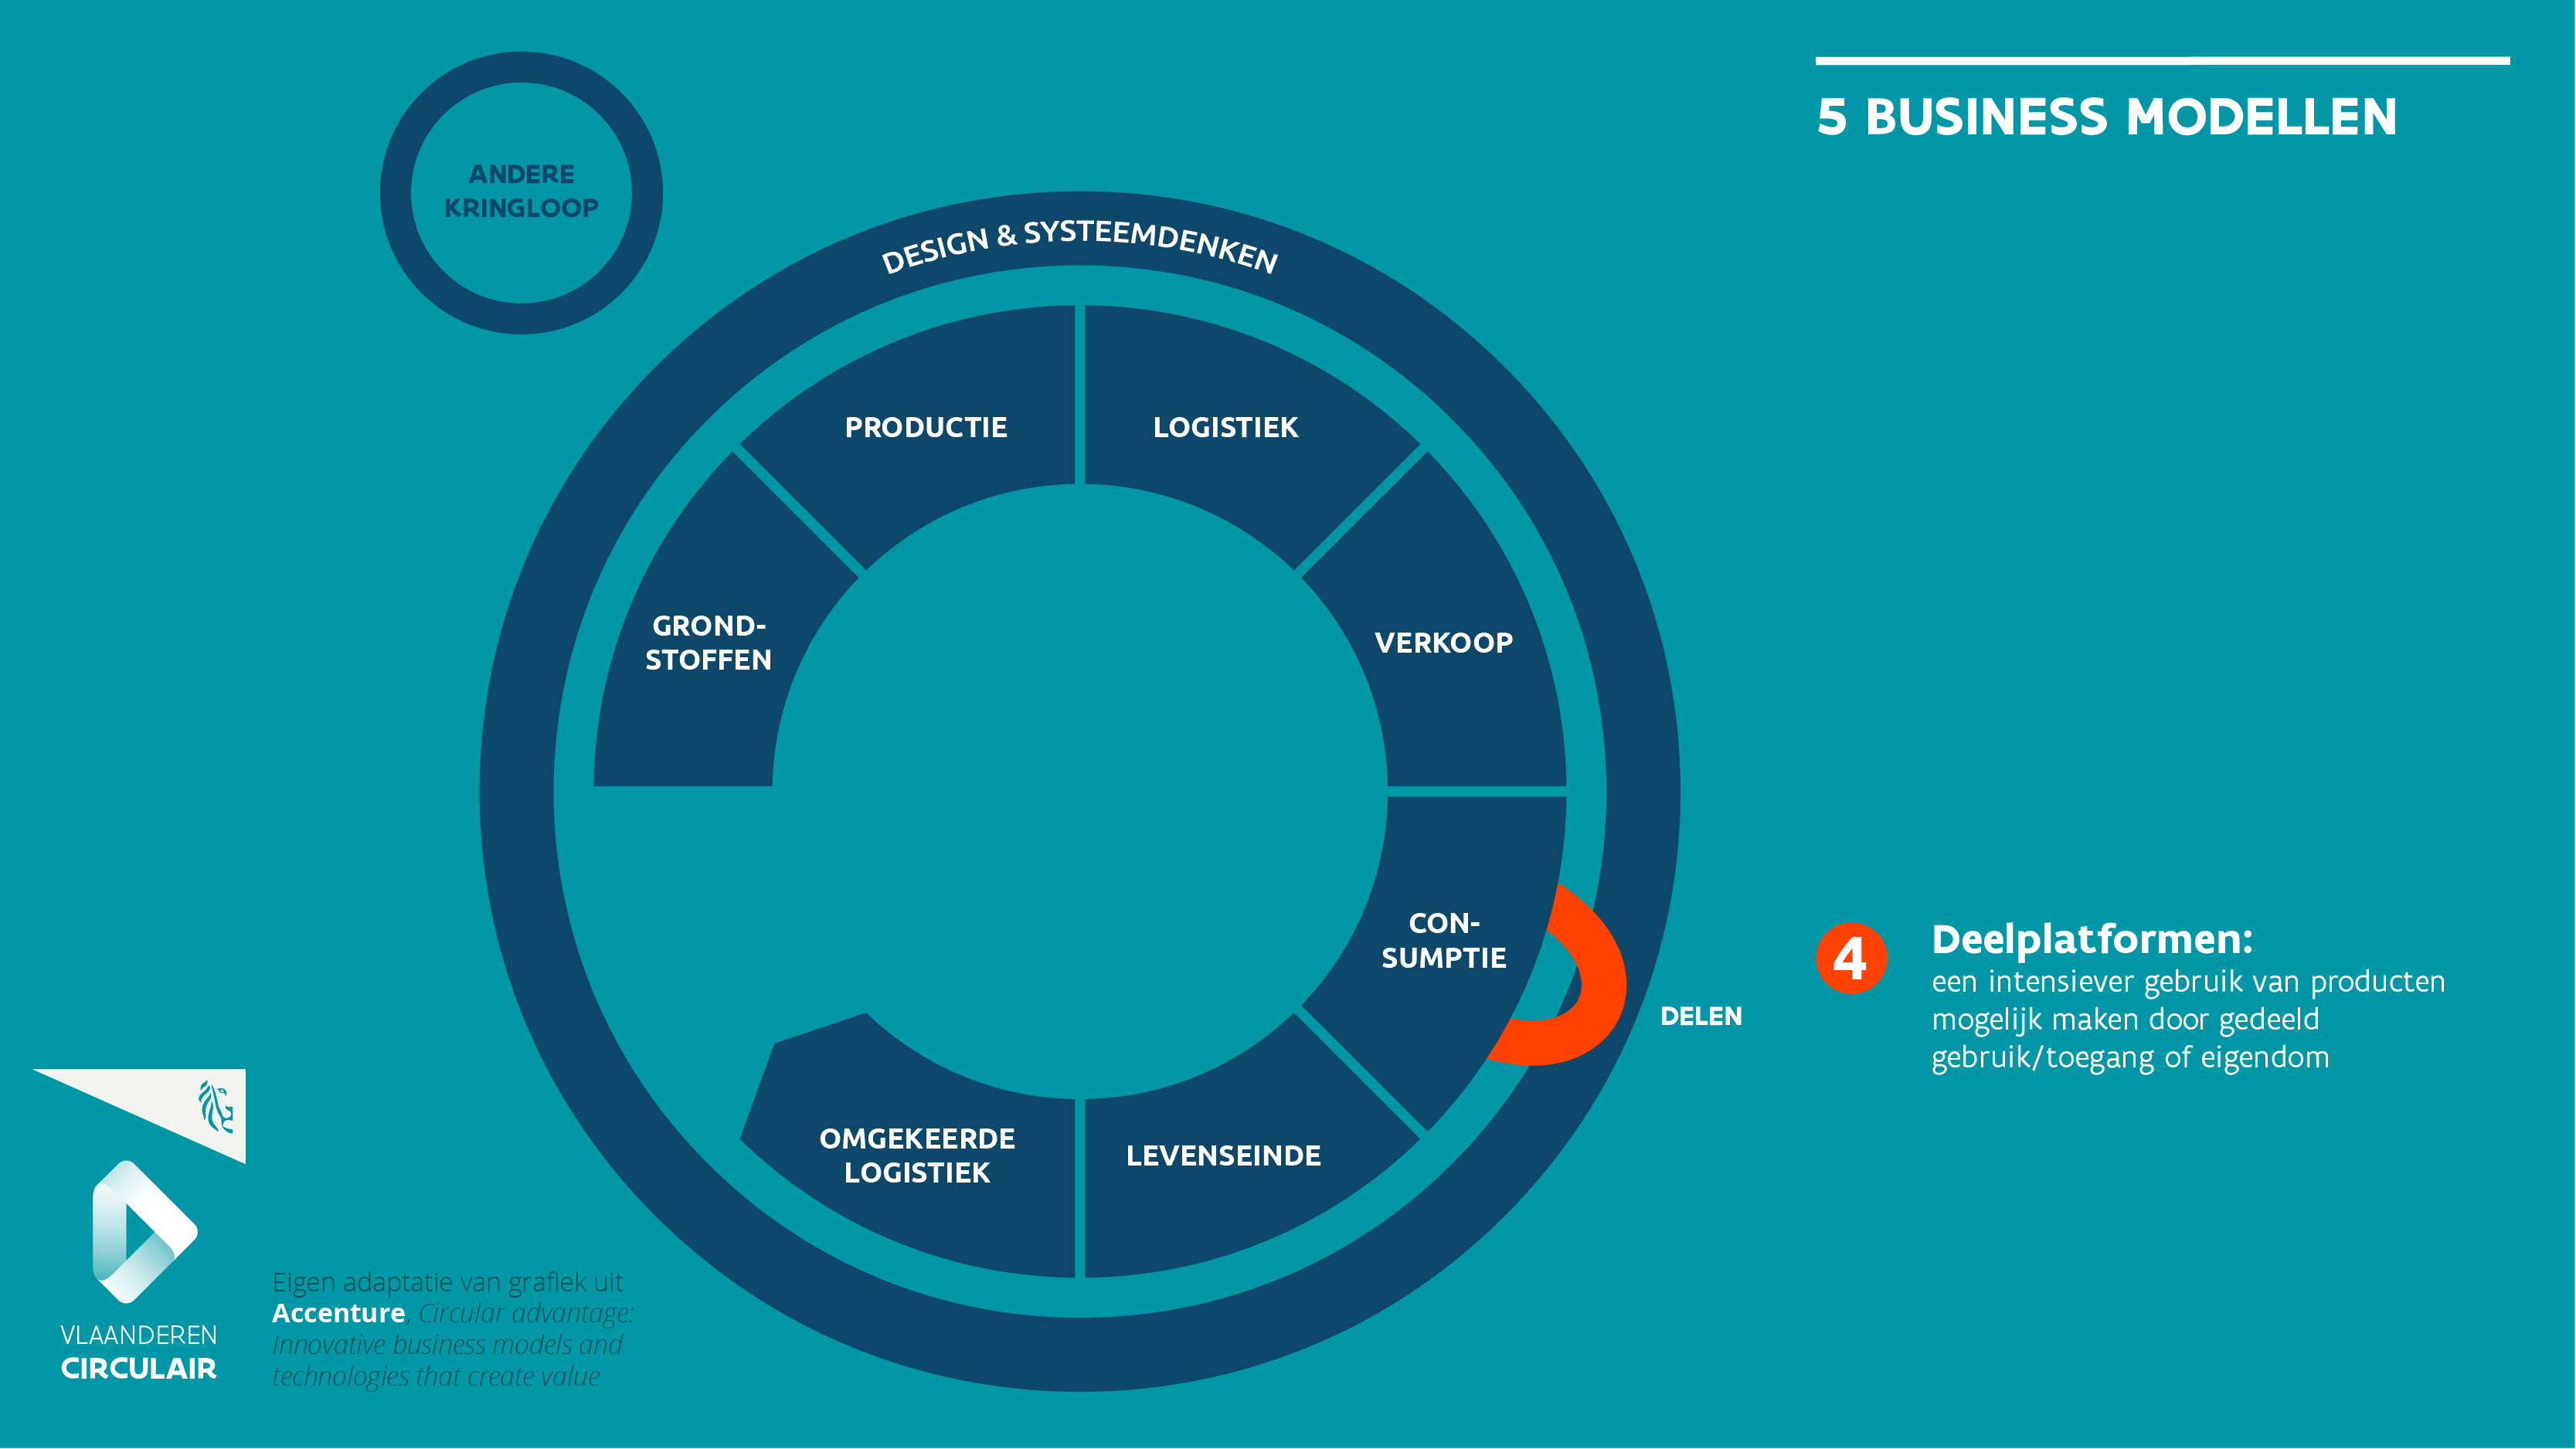 5 BUSINESS MODELLEN
ANDERE
KRINGLOOP
DESIGN & SYSTEEMDENKEN
PRODUCTIE
LOGISTIEK
GROND-
STOFFEN
VERKOOP
CON-
SUMPTIE
DELEN
OMGEKEERDE
LOGISTIEK
LEVENSEINDE
4
Deelplatformen:
een intensiever gebruik van producten
mogelijk maken door gedeeld
gebruik/toegang of eigendom
Eigen adaptatie van grafiek uit
Accenture, Circular advantage:
Innovative business models and
technologies that create value
VLAANDEREN
CIRCULAIR